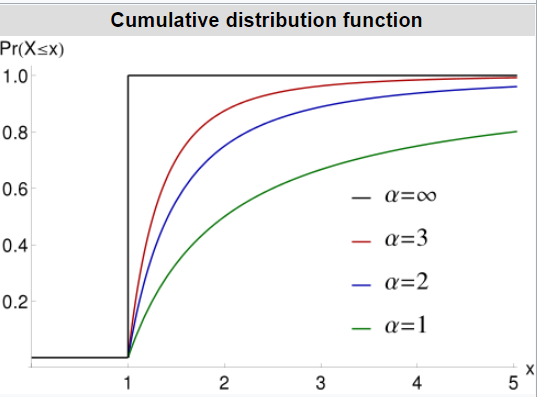 Cumulative distribution function
Pr(X≤x)
1.0
0.8
0.6
0.4
0.2
α=∞
α=3
α=2
α=1
1 2 3 4 5 x